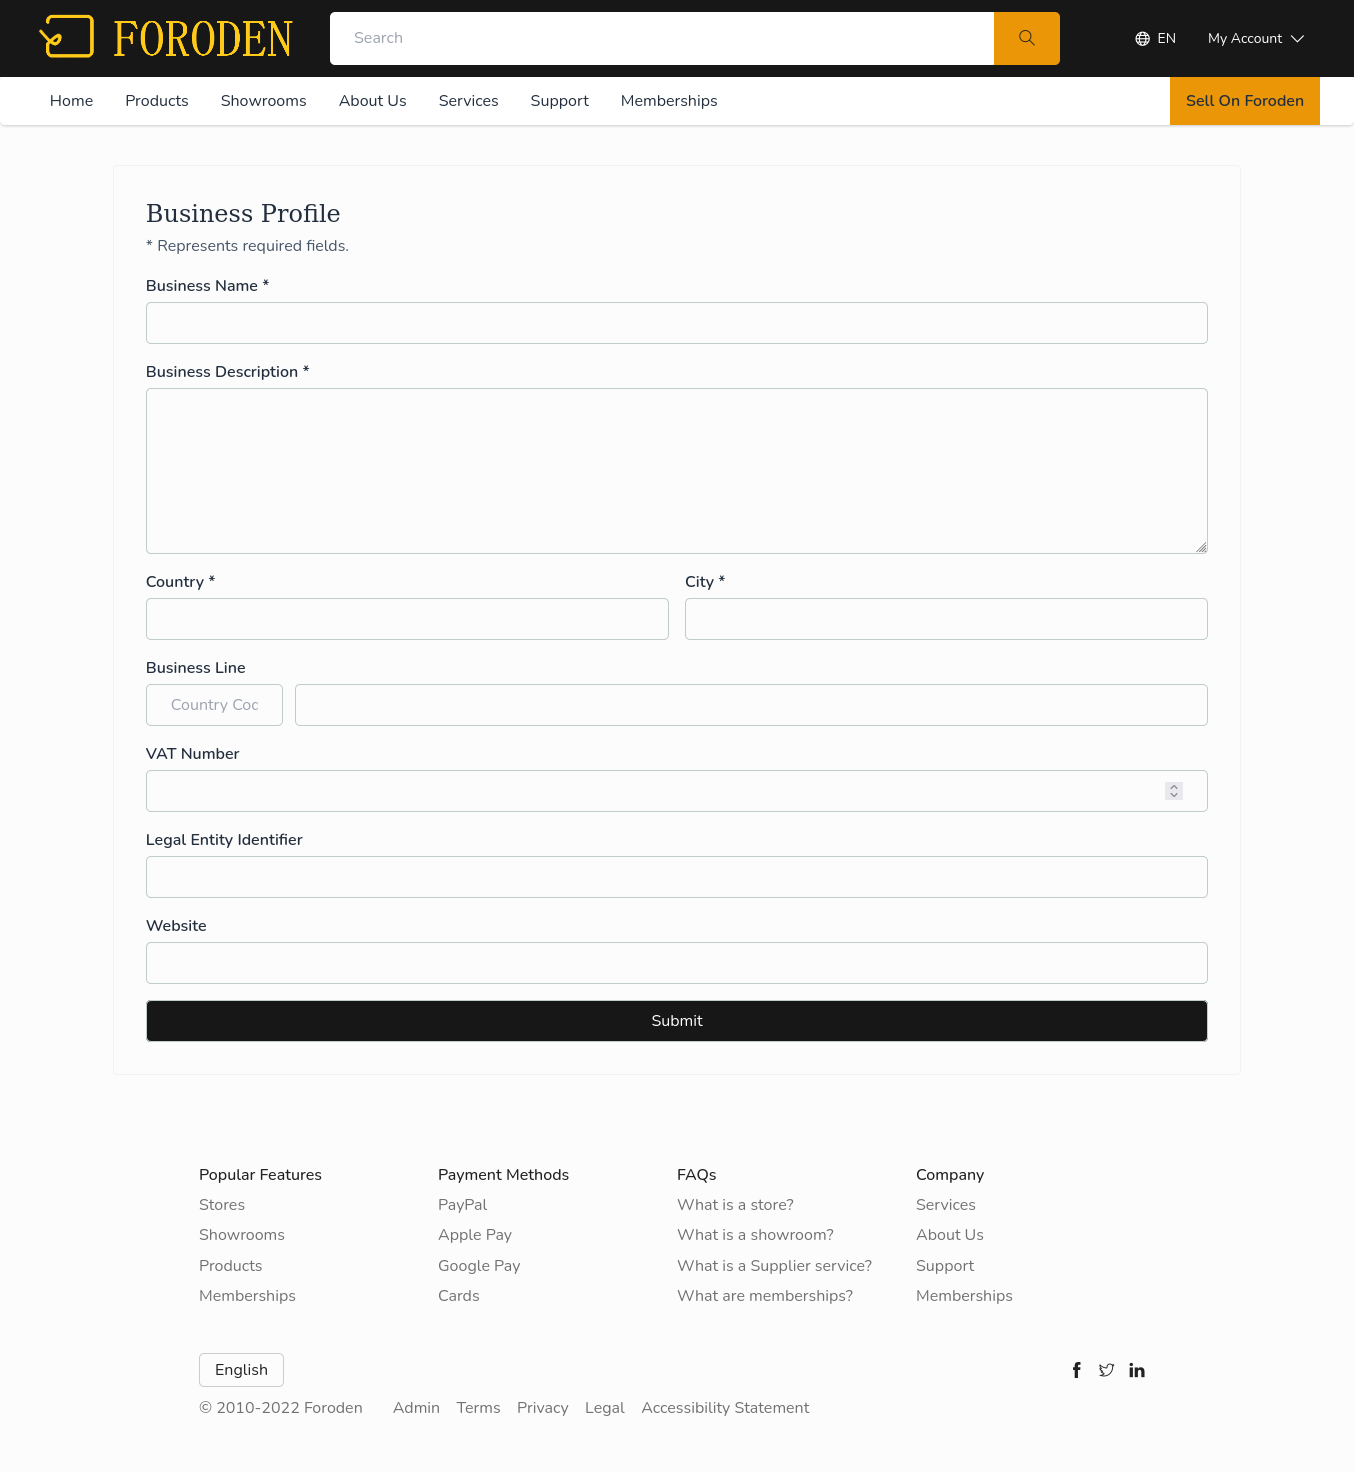 FORODEN
Search
EN
My Account
Home
Products
Showrooms
About Us
Services
Support
Memberships
Sell On Foroden
Business Profile
* Represents required fields.
Business Name *
Business Description *
Country *
City *
Business Line
Country Coc
VAT Number
Legal Entity Identifier
Website
Submit
Popular Features
Stores
Showrooms
Products
Memberships
Payment Methods
PayPal
Apple Pay
Google Pay
Cards
FAQs
What is a store?
What is a showroom?
What is a Supplier service?
What are memberships?
Company
Services
About Us
Support
Memberships
English
© 2010-2022 Foroden
Admin
Terms
Privacy
Legal
Accessibility Statement